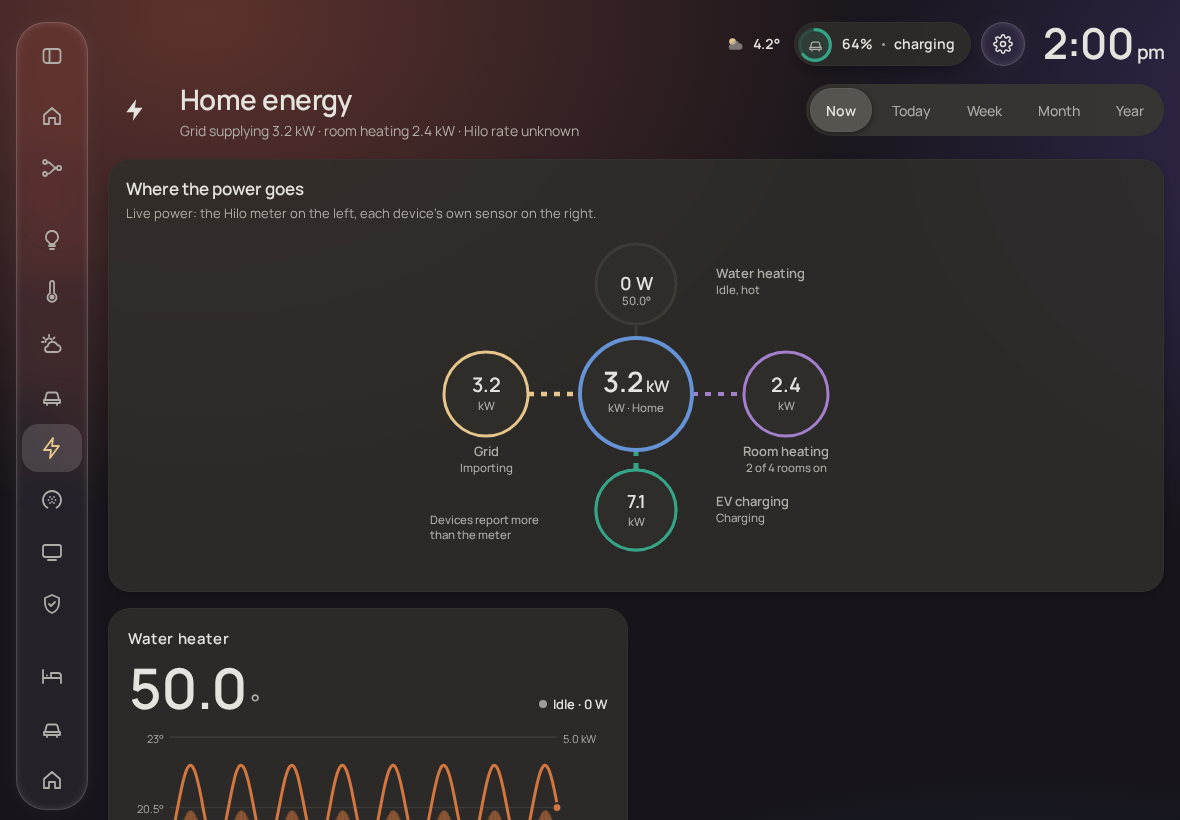 4.2°
64% • charging
2:00 pm
Home energy
Grid supplying 3.2 kW · room heating 2.4 kW · Hilo rate unknown
Now
Today
Week
Month
Year
Where the power goes
Live power: the Hilo meter on the left, each device's own sensor on the right.
0 W
50.0°
Water heating
Idle, hot
3.2
kW
Grid
Importing
3.2 kW
kW · Home
2.4
kW
Room heating
2 of 4 rooms on
7.1
kW
EV charging
Charging
Devices report more
than the meter
Water heater
50.0°
Idle · 0 W
23°
5.0 kW
20.5°